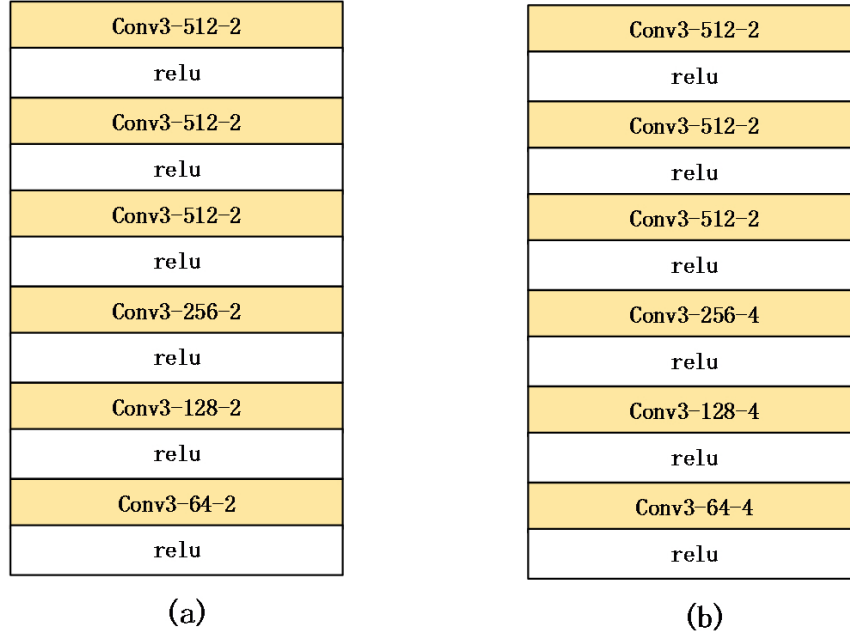 Conv3-512-2
relu
Conv3-512-2
relu
Conv3-512-2
relu
Conv3-256-2
relu
Conv3-128-2
relu
Conv3-64-2
relu
(a)
Conv3-512-2
relu
Conv3-512-2
relu
Conv3-512-2
relu
Conv3-256-4
relu
Conv3-128-4
relu
Conv3-64-4
relu
(b)